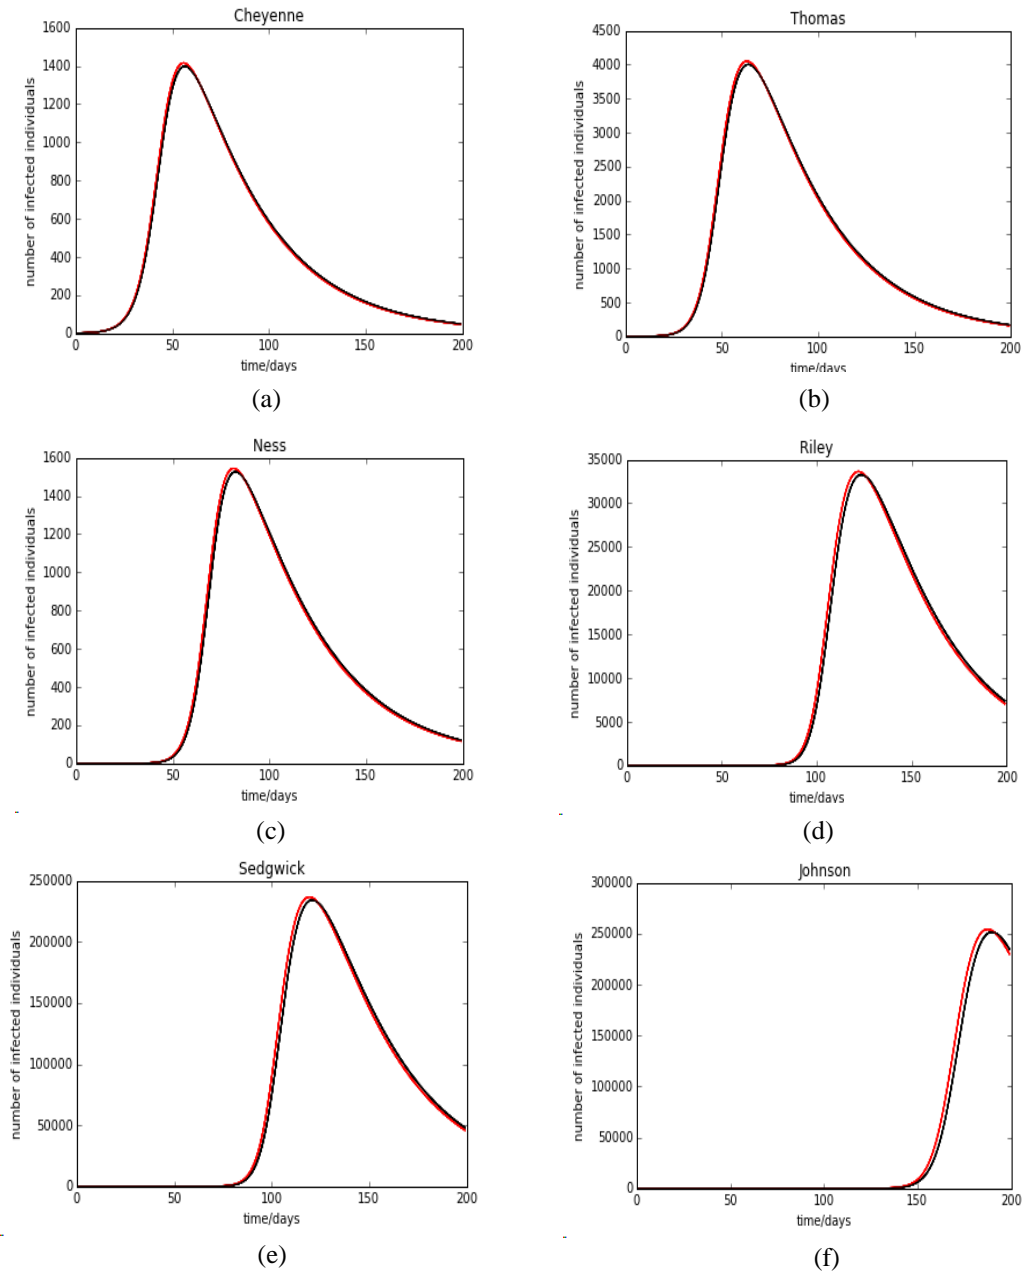 Cheyenne
1600
1400
1200
1000
800
600
400
200
0
number of infected individuals
0 50 100 150 200
time/days
(a)
Thomas
4500
4000
3500
3000
2500
2000
1500
1000
500
0
number of infected individuals
0 50 100 150 200
time/days
(b)
Ness
1600
1400
1200
1000
800
600
400
200
0
number of infected individuals
0 50 100 150 200
time/days
(c)
Riley
35000
30000
25000
20000
15000
10000
5000
0
number of infected individuals
0 50 100 150 200
time/days
(d)
Sedgwick
250000
200000
150000
100000
50000
0
number of infected individuals
0 50 100 150 200
time/days
(e)
Johnson
300000
250000
200000
150000
100000
50000
0
number of infected individuals
0 50 100 150 200
time/days
(f)